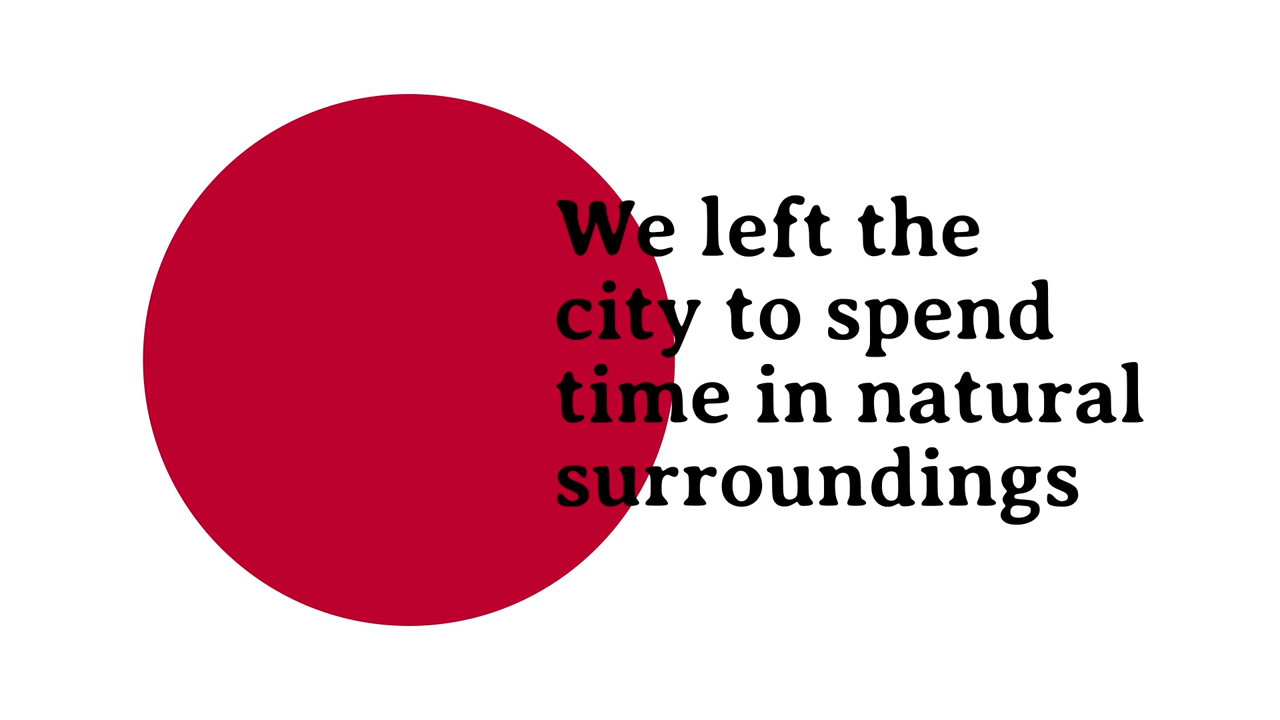 We left the
city to spend
time in natural
surroundings